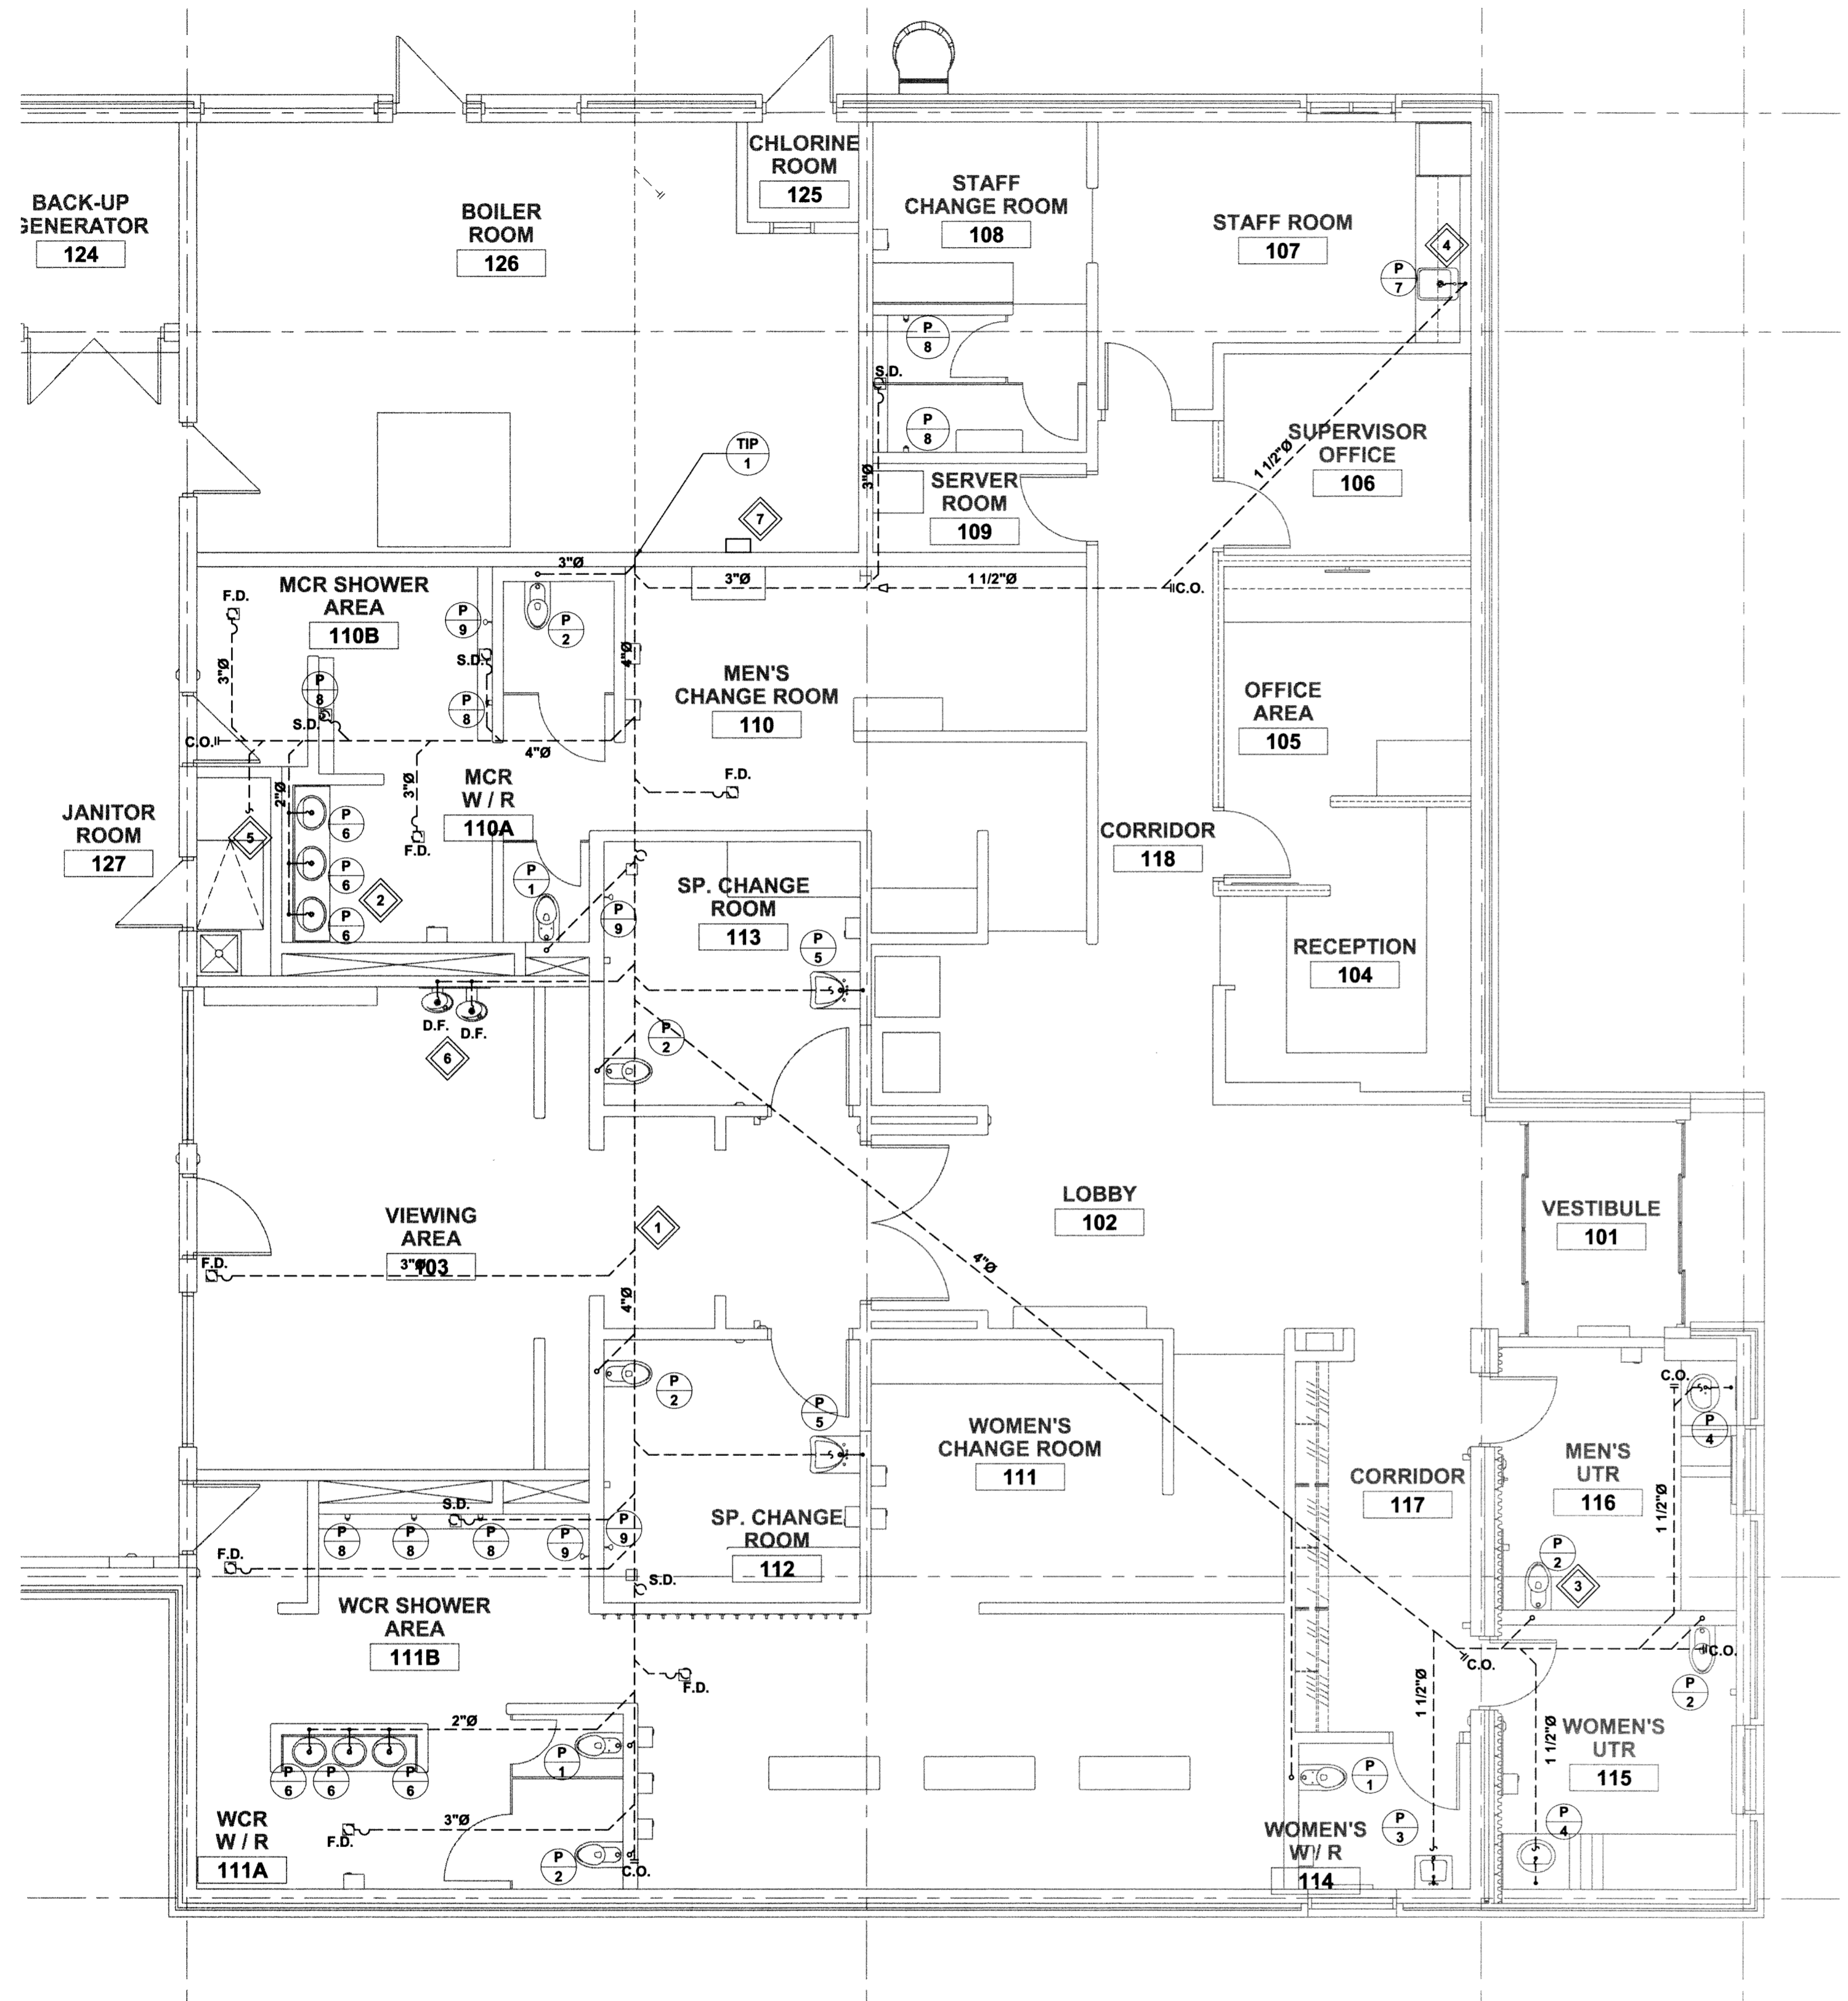 CHLORINE
ROOM
125
STAFF
CHANGE ROOM
108
BACK-UP
GENERATOR
124
BOILER
ROOM
126
STAFF ROOM
107
4
P
7
P
8
S.D.
P
8
3"Ø
TIP
1
7
SUPERVISOR
OFFICE
106
1 1/2"Ø
SERVER
ROOM
109
3"Ø
3"Ø
1 1/2"Ø
C.O.
MCR SHOWER
AREA
110B
F.D.
3"Ø
P
9
P
2
S.D.
4"Ø
P
8
P
8
S.D.
C.O.
4"Ø
MEN'S
CHANGE ROOM
110
OFFICE
AREA
105
MCR
W / R
110A
2"Ø
3"Ø
F.D.
F.D.
JANITOR
ROOM
127
5
P
6
P
6
P
6
2
P
1
P
9
SP. CHANGE
ROOM
113
P
5
CORRIDOR
118
RECEPTION
104
D.F.
D.F.
6
P
2
VIEWING
AREA
103
3"Ø
F.D.
1
4"Ø
LOBBY
102
4"Ø
VESTIBULE
101
P
2
P
5
WOMEN'S
CHANGE ROOM
111
CORRIDOR
117
C.O.
P
4
MEN'S
UTR
116
1 1/2"Ø
P
2
3
S.D.
P
8
P
8
P
8
P
9
P
9
F.D.
S.D.
SP. CHANGE
ROOM
112
WCR SHOWER
AREA
111B
F.D.
C.O.
C.O.
1 1/2"Ø
P
2
1 1/2"Ø
WOMEN'S
UTR
115
2"Ø
P
6
P
6
P
6
P
1
P
1
P
3
P
4
WCR
W / R
111A
F.D.
3"Ø
P
2
C.O.
WOMEN'S
W / R
114